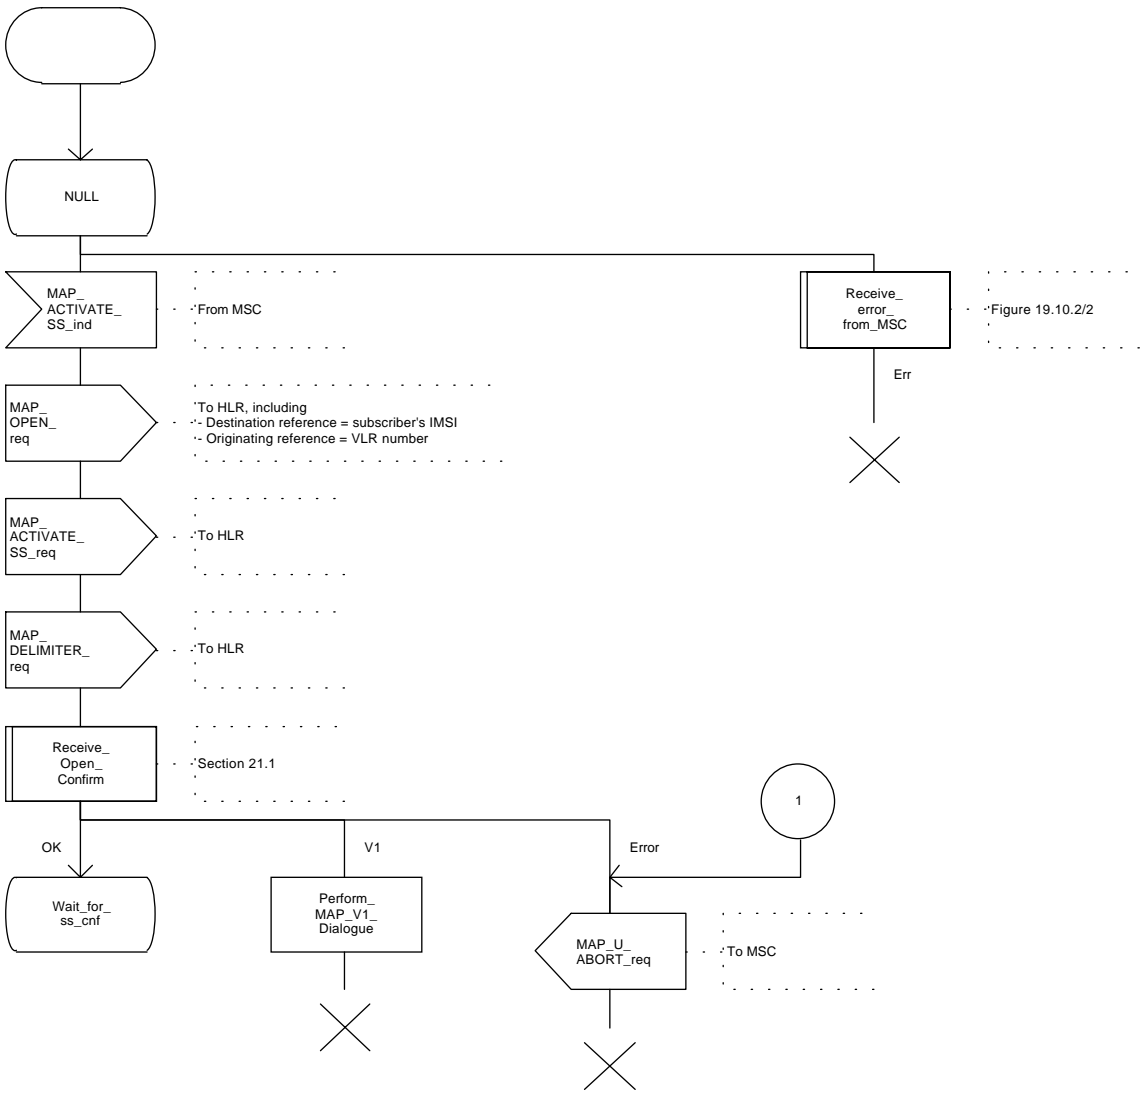 NULL
MAP_
ACTIVATE_
SS_ind
From MSC
Receive_
error_
from_MSC
Figure 19.10.2/2
Err
MAP_
OPEN_
req
To HLR, including
- Destination reference = subscriber's IMSI
- Originating reference = VLR number
MAP_
ACTIVATE_
SS_req
To HLR
MAP_
DELIMITER_
req
To HLR
Receive_
Open_
Confirm
Section 21.1
1
OK
V1
Error
Wait_for_
ss_cnf
Perform_
MAP_V1_
Dialogue
MAP_U_
ABORT_req
To MSC